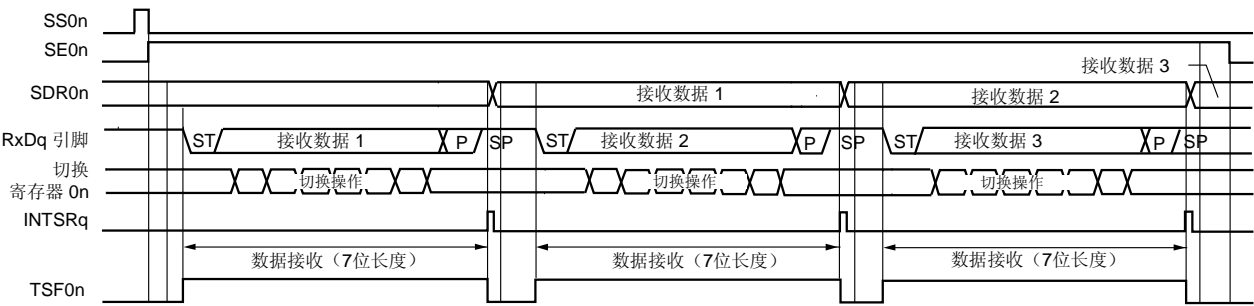 SS0n
SE0n
接收数据 3
SDR0n
接收数据 1
接收数据 2
RxDq 引脚
ST
接收数据 1
P
SP
ST
接收数据 2
P
SP
ST
接收数据 3
P
SP
切换
寄存器 0n
切换操作
切换操作
切换操作
INTSRq
数据接收（7位长度）
数据接收（7位长度）
数据接收（7位长度）
TSF0n